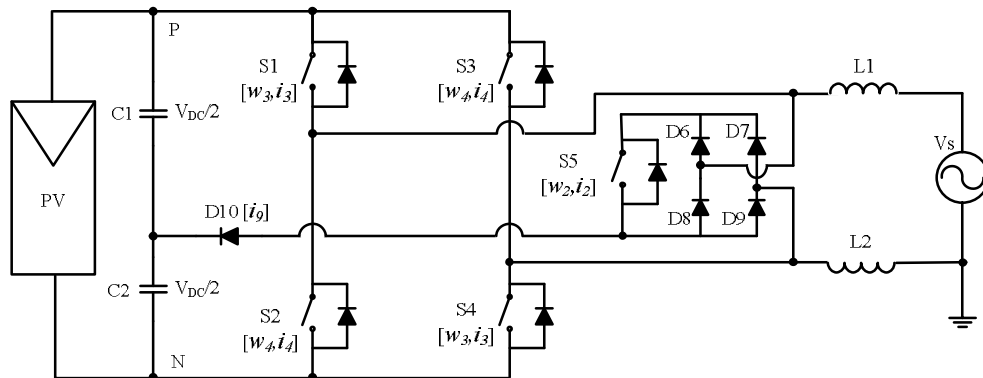 P
S1
[w3,i3]
S3
[w4,i4]
L1
C1
VDC/2
D6
D7
Vs
S5
[w2,i2]
PV
D10 [i9]
D8
D9
L2
C2
VDC/2
S2
[w4,i4]
S4
[w3,i3]
N